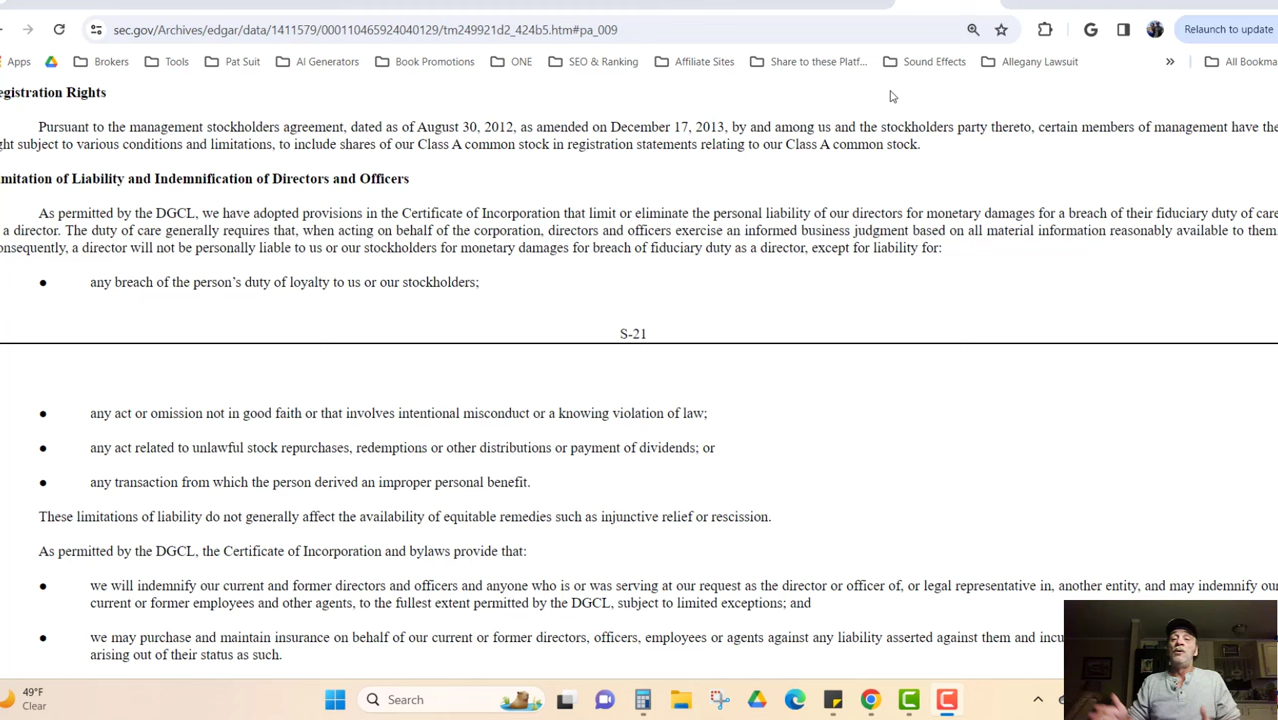 sec.gov/Archives/edgar/data/1411579/000110465924040129/tm249921d2_424b5.htm#pa_009
Relaunch to update
Apps Brokers Tools Pat Suit AI Generators Book Promotions ONE SEO & Ranking Affiliate Sites Share to these Platf... Sound Effects Allegany Lawsuit » All Bookma
egistration Rights
Pursuant to the management stockholders agreement, dated as of August 30, 2012, as amended on December 17, 2013, by and among us and the stockholders party thereto, certain members of management have the
ght subject to various conditions and limitations, to include shares of our Class A common stock in registration statements relating to our Class A common stock.
imitation of Liability and Indemnification of Directors and Officers
As permitted by the DGCL, we have adopted provisions in the Certificate of Incorporation that limit or eliminate the personal liability of our directors for monetary damages for a breach of their fiduciary duty of care
a director. The duty of care generally requires that, when acting on behalf of the corporation, directors and officers exercise an informed business judgment based on all material information reasonably available to them.
onsequently, a director will not be personally liable to us or our stockholders for monetary damages for breach of fiduciary duty as a director, except for liability for:
● any breach of the person’s duty of loyalty to us or our stockholders;
S-21
● any act or omission not in good faith or that involves intentional misconduct or a knowing violation of law;
● any act related to unlawful stock repurchases, redemptions or other distributions or payment of dividends; or
● any transaction from which the person derived an improper personal benefit.
These limitations of liability do not generally affect the availability of equitable remedies such as injunctive relief or rescission.
As permitted by the DGCL, the Certificate of Incorporation and bylaws provide that:
● we will indemnify our current and former directors and officers and anyone who is or was serving at our request as the director or officer of, or legal representative in, another entity, and may indemnify our
current or former employees and other agents, to the fullest extent permitted by the DGCL, subject to limited exceptions; and
● we may purchase and maintain insurance on behalf of our current or former directors, officers, employees or agents against any liability asserted against them and incu
arising out of their status as such.
49°F
Clear
Search